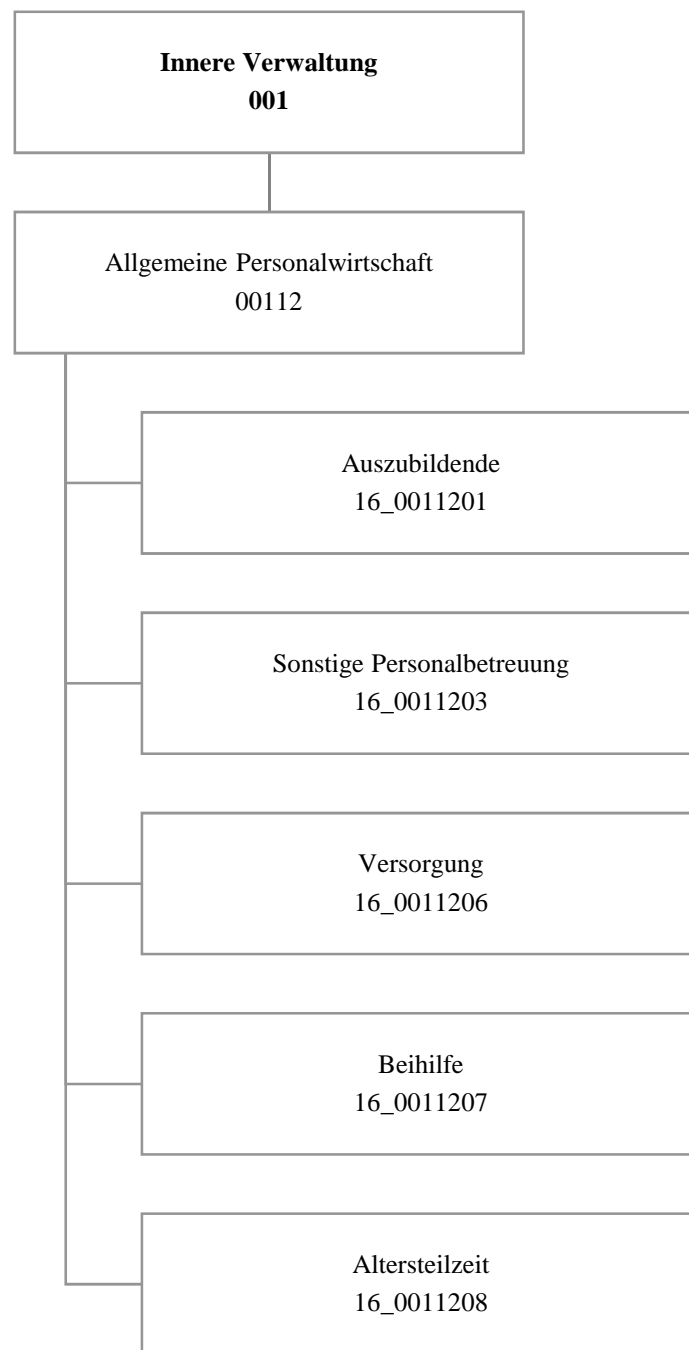 Innere Verwaltung
001
Allgemeine Personalwirtschaft
00112
Auszubildende
16_0011201
Sonstige Personalbetreuung
16_0011203
Versorgung
16_0011206
Beihilfe
16_0011207
Altersteilzeit
16_0011208